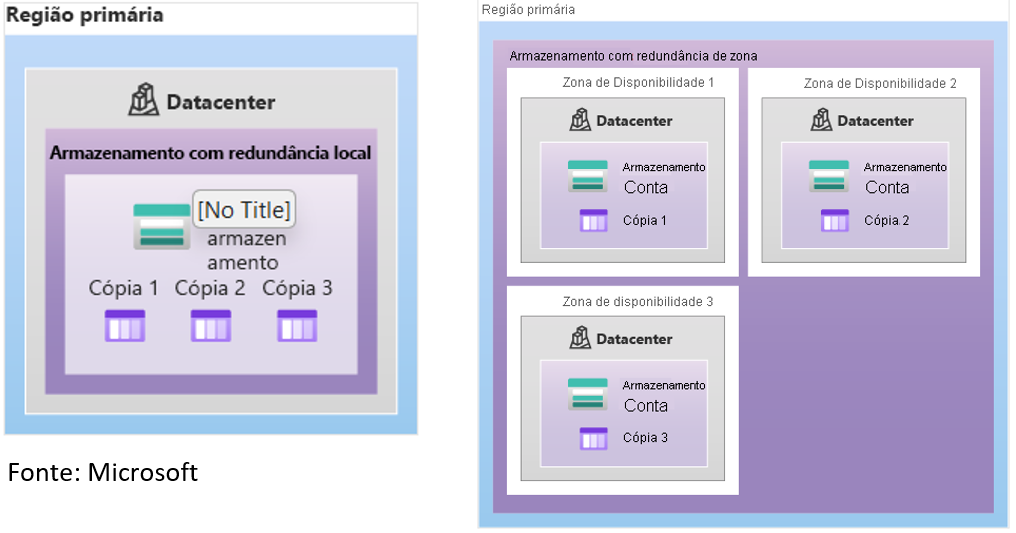 Região primária
Datacenter
Armazenamento com redundância local
[No Title]
armazen
amento
Cópia 1 Cópia 2 Cópia 3
Fonte: Microsoft
Região primária
Armazenamento com redundância de zona
Zona de Disponibilidade 1
Datacenter
Armazenamento
Conta
Cópia 1
Zona de Disponibilidade 2
Datacenter
Armazenamento
Conta
Cópia 2
Zona de disponibilidade 3
Datacenter
Armazenamento
Conta
Cópia 3